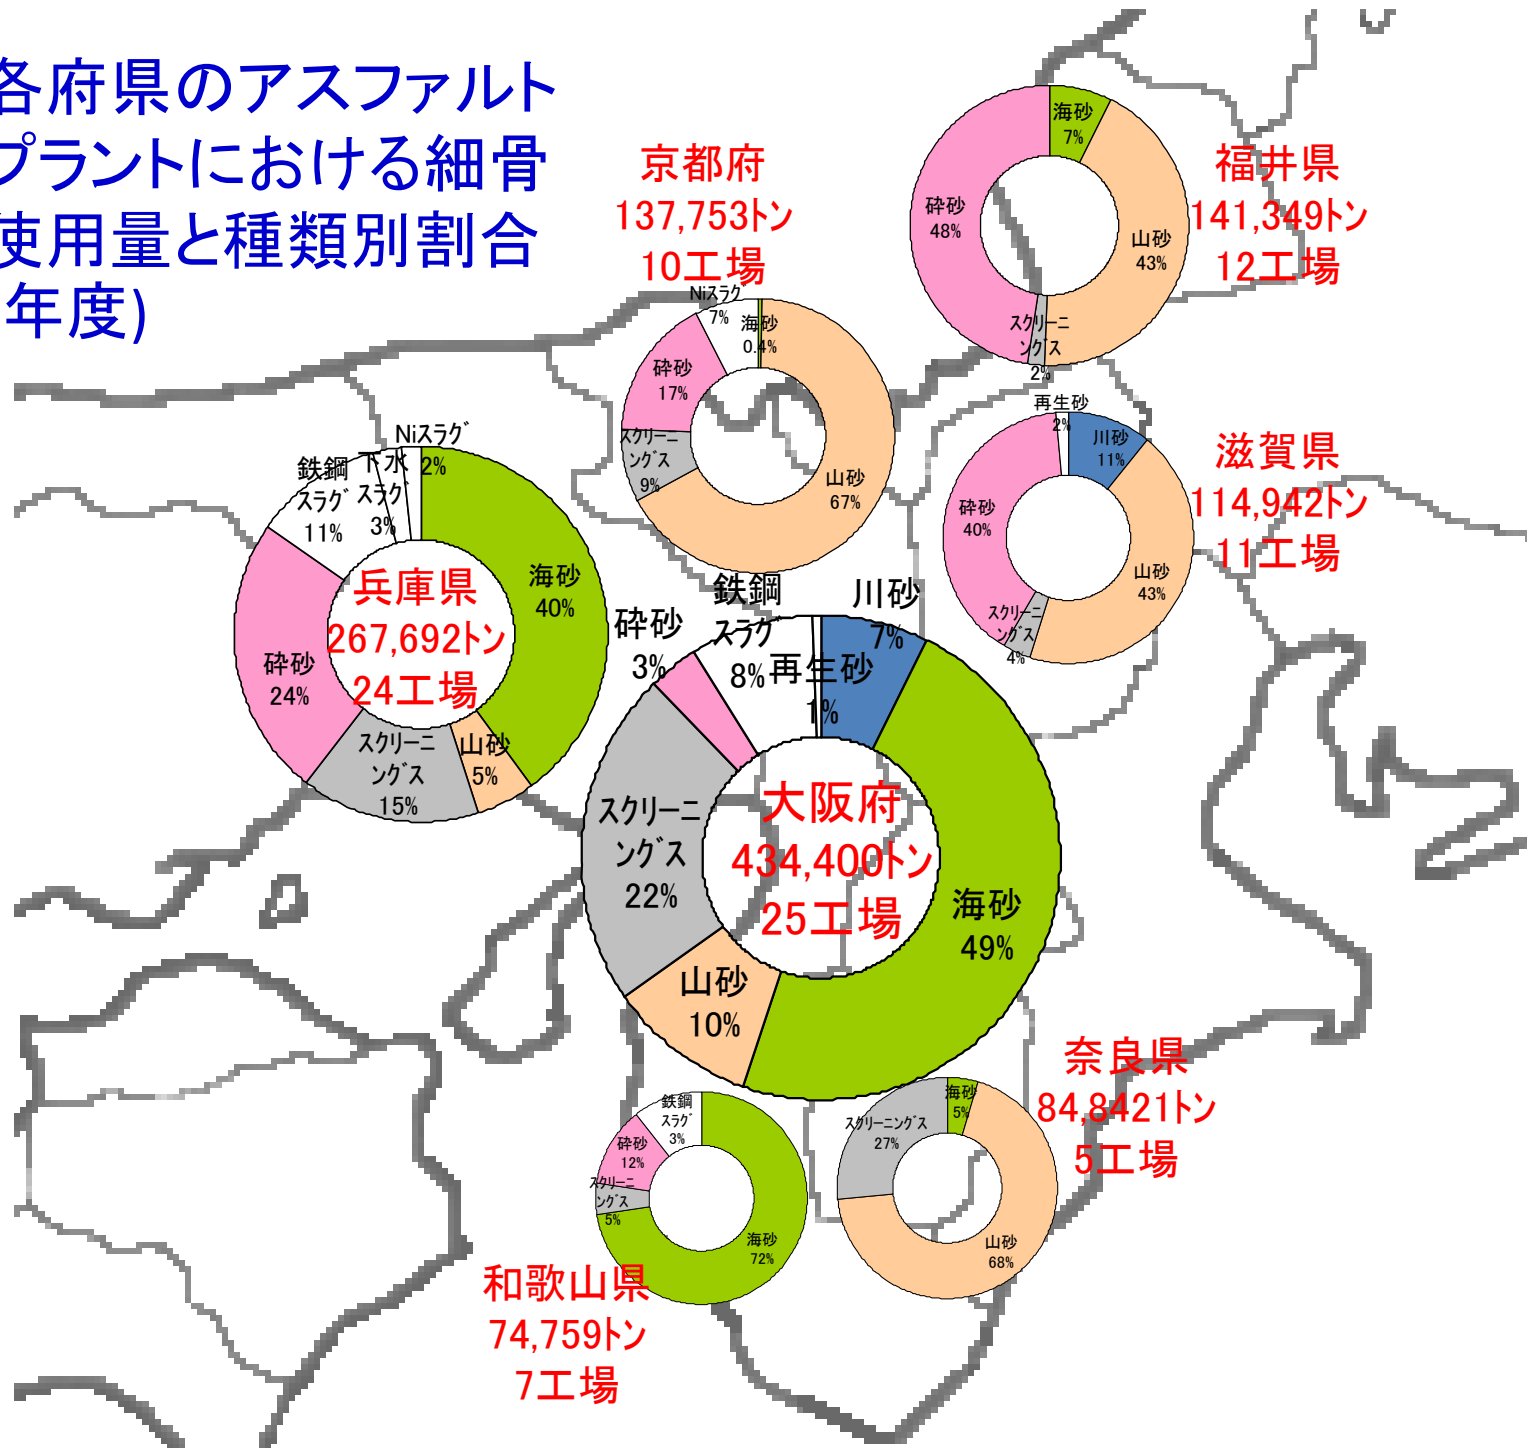 各府県のアスファルト
プラントにおける細骨
使用量と種類別割合
年度)
京都府
137,753トン
10工場
Niスラグ
7%
海砂
0.4%
砕砂
17%
スクリーニ
ングス
9%
山砂
67%
福井県
141,349トン
12工場
海砂
7%
砕砂
48%
山砂
43%
スクリーニ
ングス
2%
滋賀県
114,942トン
11工場
再生砂
2%
川砂
11%
砕砂
40%
山砂
43%
スクリーニ
ングス
4%
兵庫県
267,692トン
24工場
Niスラグ
2%
下水
スラグ
3%
鉄鋼
スラグ
11%
海砂
40%
砕砂
24%
スクリーニ
ングス
15%
山砂
5%
大阪府
434,400トン
25工場
砕砂
3%
鉄鋼
スラグ
8%
再生砂
1%
川砂
7%
スクリーニ
ングス
22%
山砂
10%
海砂
49%
和歌山県
74,759トン
7工場
鉄鋼
スラグ
3%
砕砂
12%
スクリーニ
ングス
5%
海砂
72%
奈良県
84,8421トン
5工場
海砂
5%
スクリーニングス
27%
山砂
68%